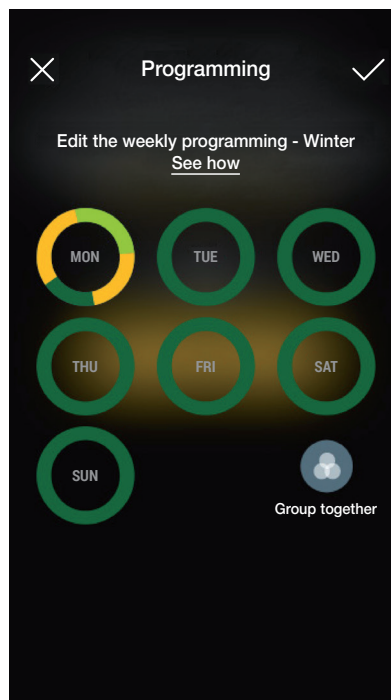 Programming
Edit the weekly programming - Winter
See how
MON TUE WED
THU FRI SAT
SUN
Group together